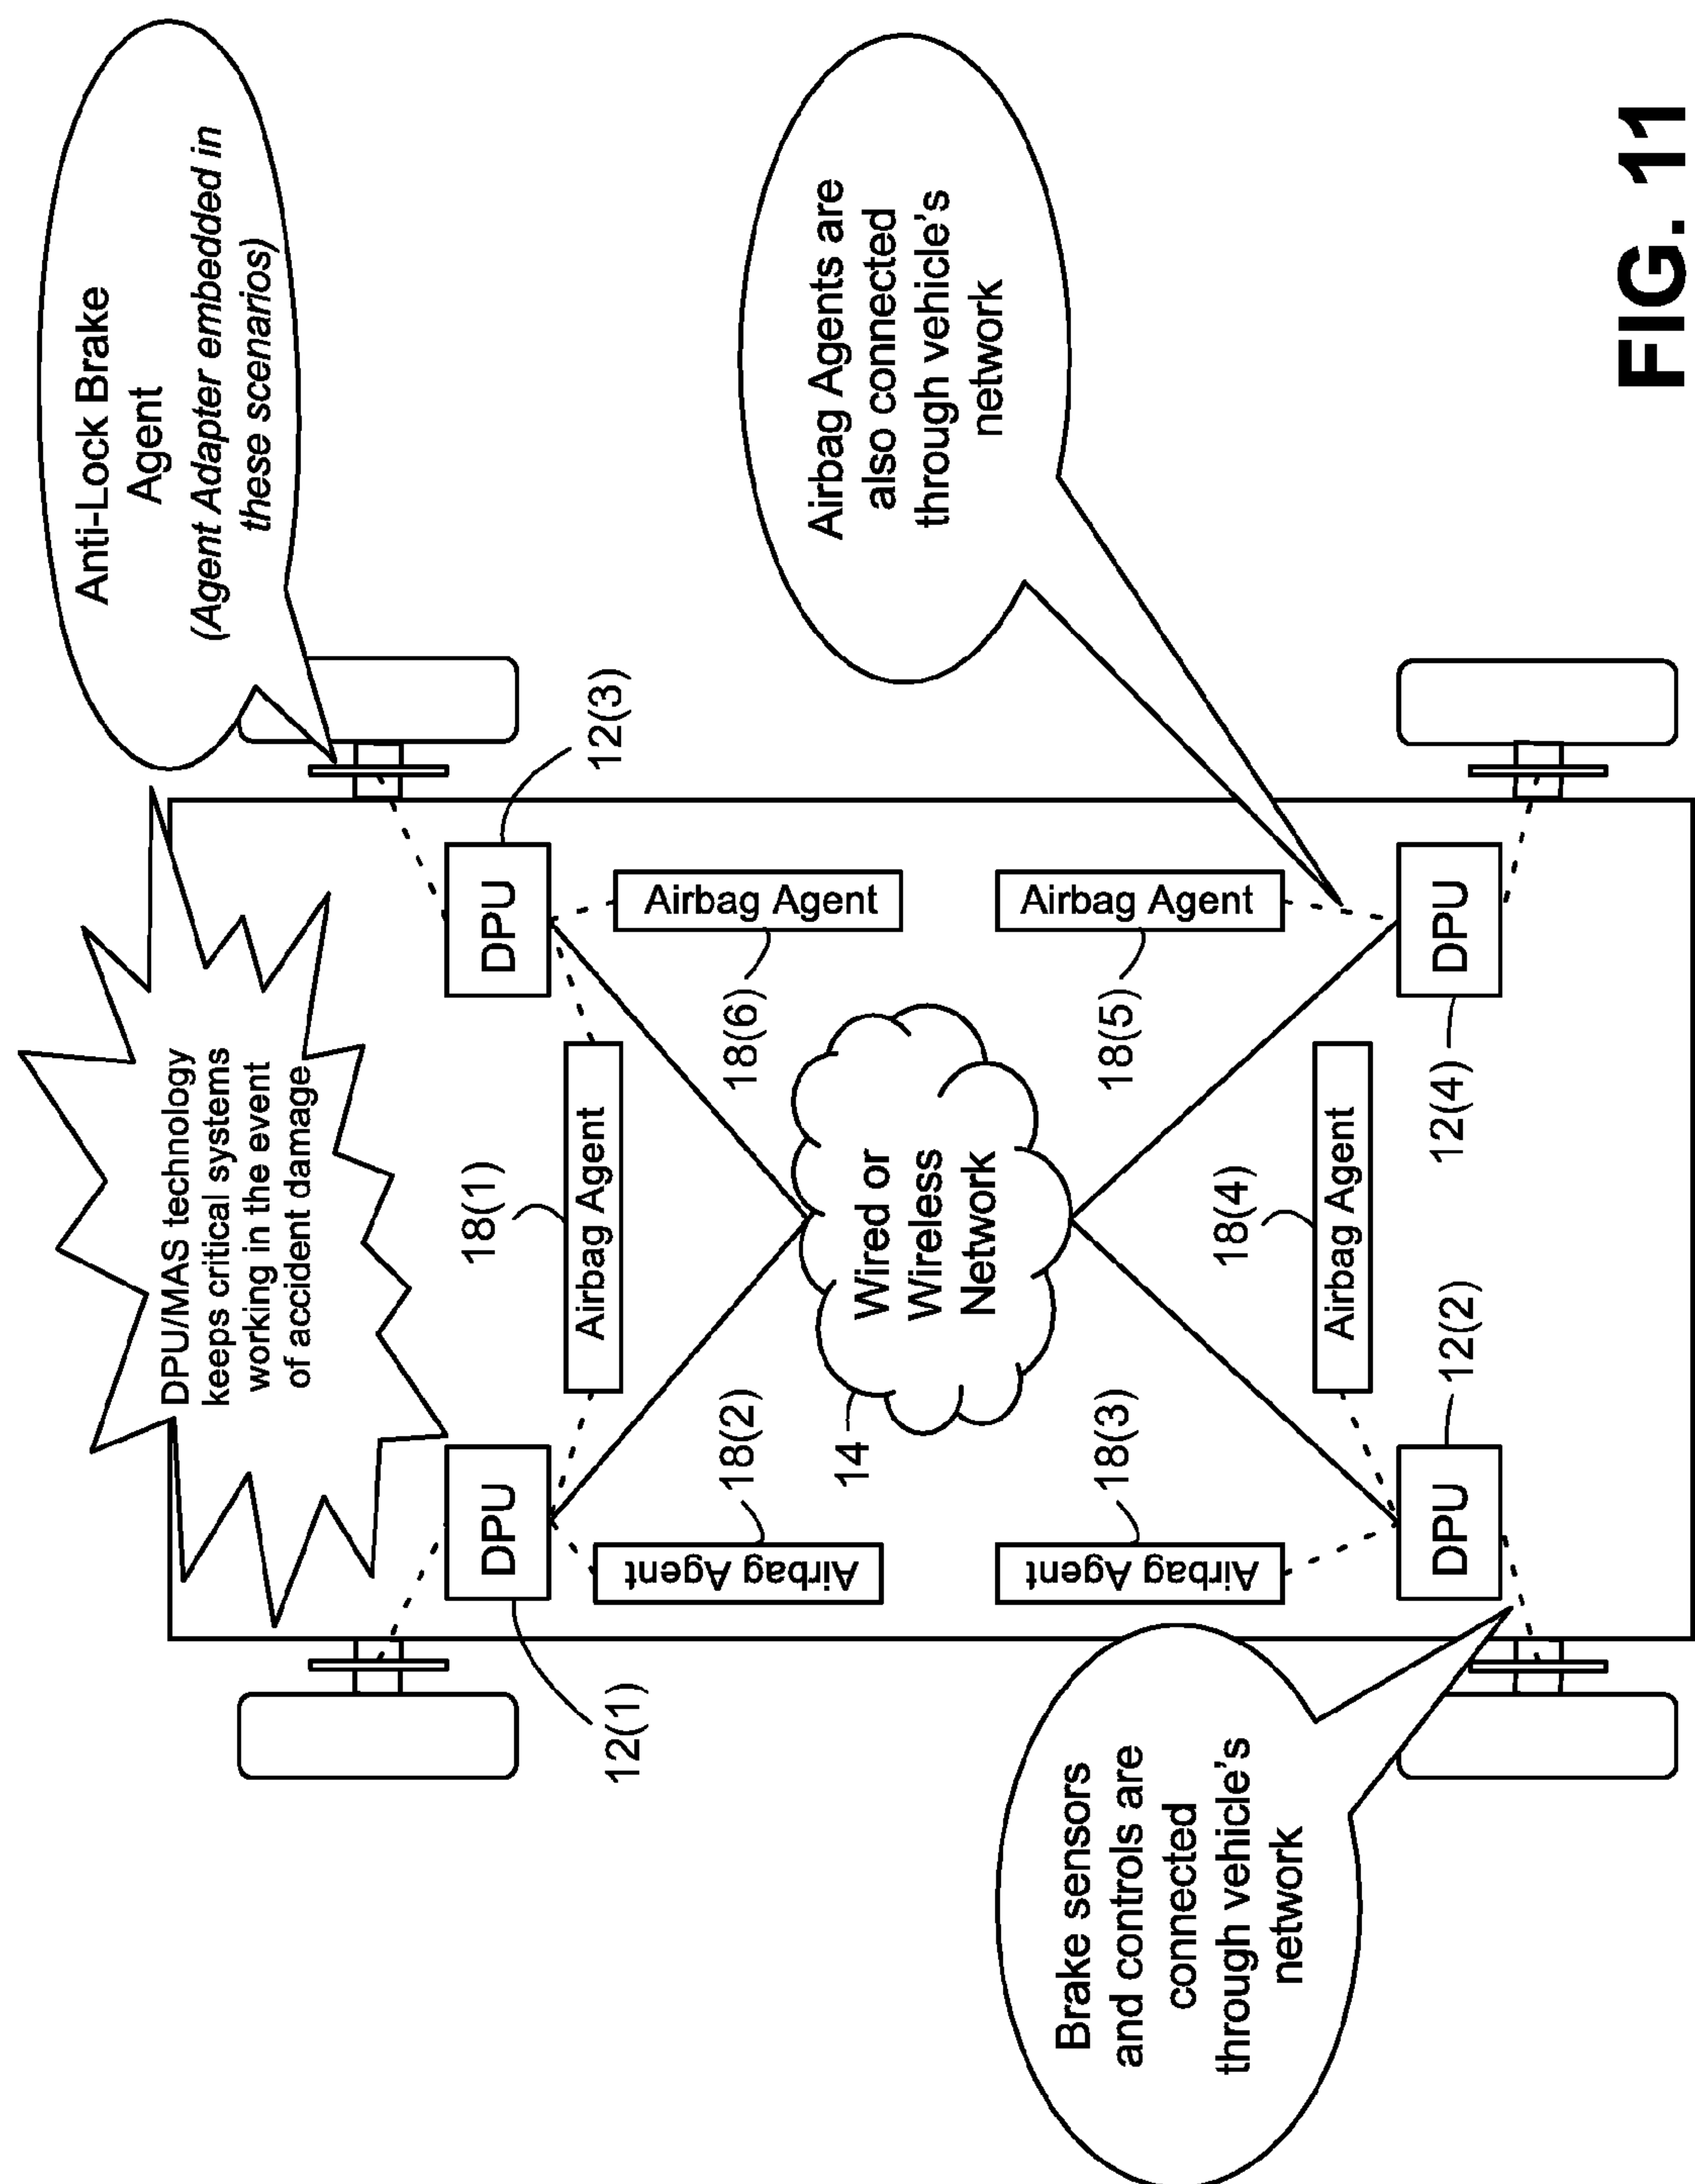 DPU/MAS technology
keeps critical systems
working in the event
of accident damage
Anti-Lock Brake
Agent
(Agent Adapter embedded in
these scenarios)
12(1)
DPU
18(1)
Airbag Agent
DPU
12(3)
Airbag Agent
18(2)
18(6)
Airbag Agent
14
Wired or
Wireless
Network
Airbag Agents are
also connected
through vehicle's
network
Airbag Agent
18(3)
18(5)
Airbag Agent
18(4)
Airbag Agent
Brake sensors
and controls are
connected
through vehicle's
network
DPU
12(2)
12(4)
DPU
FIG. 11